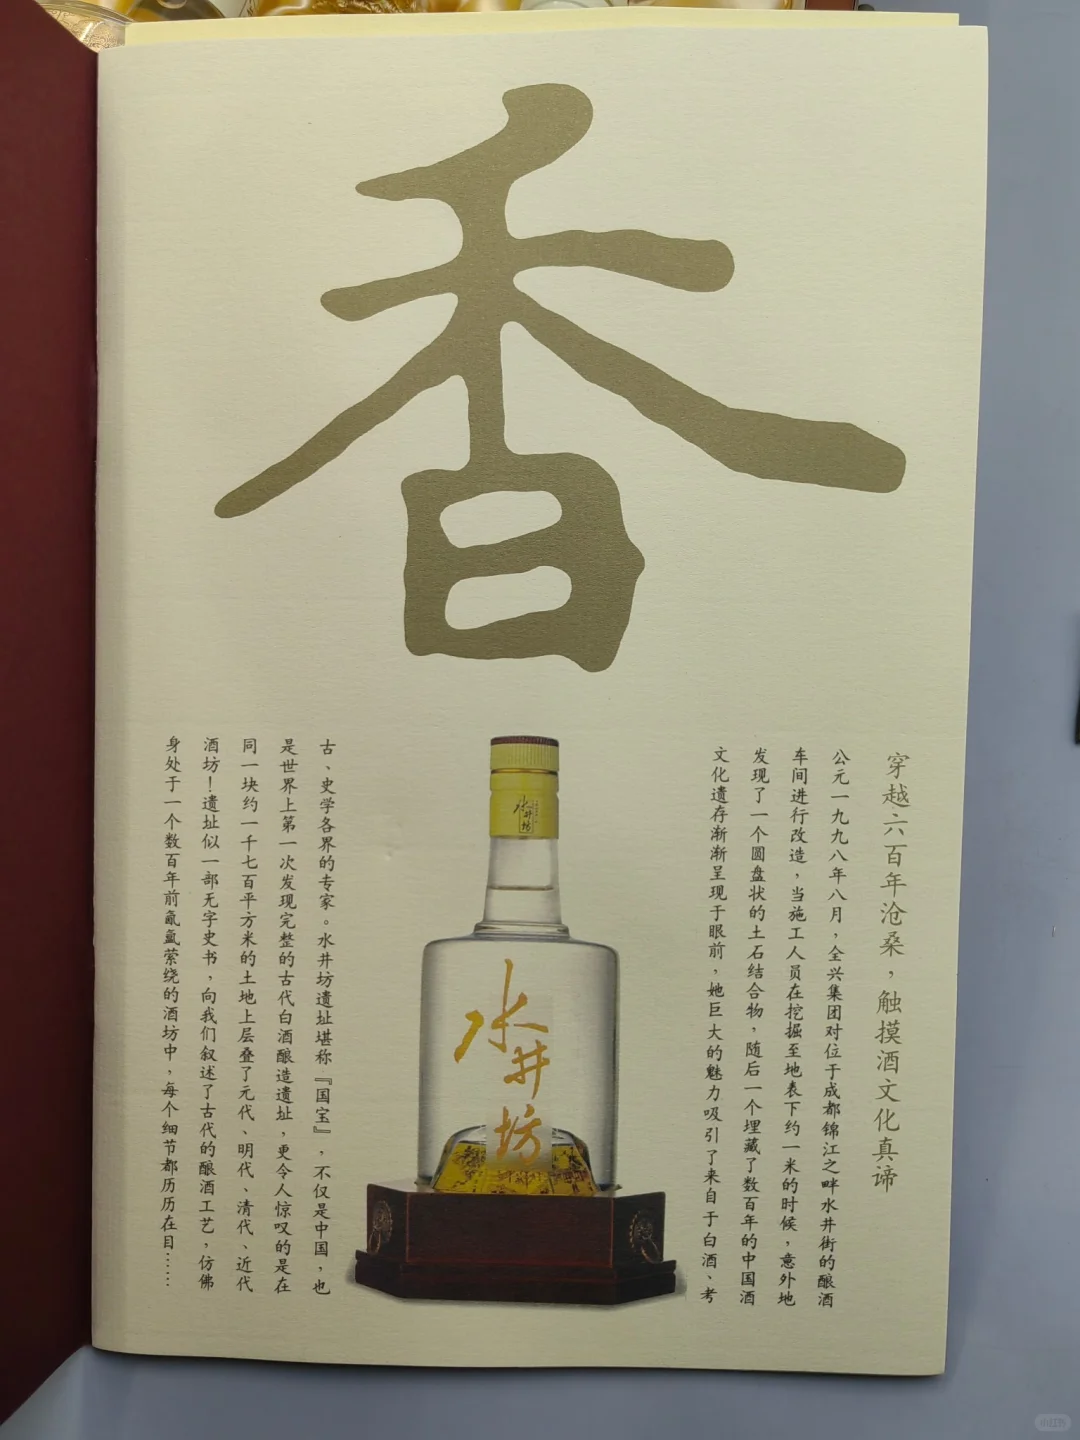 香
穿越六百年沧桑，触摸酒文化真谛
公元一九九八年八月，全兴集团对位于成都锦江之畔水井街的酿酒
车间进行改造，当施工人员在挖掘至地表下约一米的时候，意外地
发现了一个圆盘状的土石结合物，随后一个埋藏了数百年的中国酒
文化遗存渐渐呈现于眼前，她巨大的魅力吸引了来自于白酒、考
古、史学各界的专家。水井坊遗址堪称『国宝』，不仅是中国，也
是世界上第一次发现完整的古代白酒酿造遗址，更令人惊叹的是在
同一块约一千七百平方米的土地上层叠了元代、明代、清代、近代
酒坊！遗址似一部无字史书，向我们叙述了古代的酿酒工艺，仿佛
身处于一个数百年前氤氲萦绕的酒坊中，每个细节都历历在目……
水井坊
水井坊
小红书